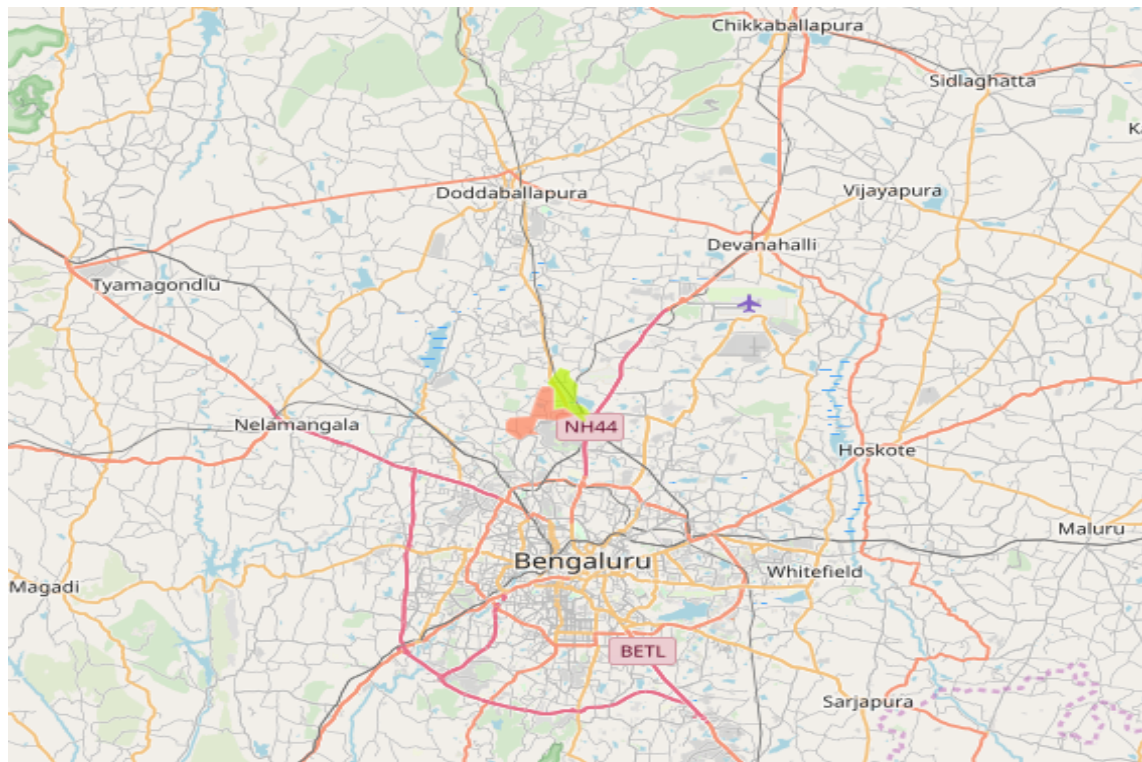 Chikkaballapura
Sidlaghatta
Doddaballapura
Vijayapura
Devanahalli
Tyamagondlu
Nelamangala
NH44
Hoskote
Maluru
Bengaluru
Whitefield
Magadi
BETL
Sarjapura